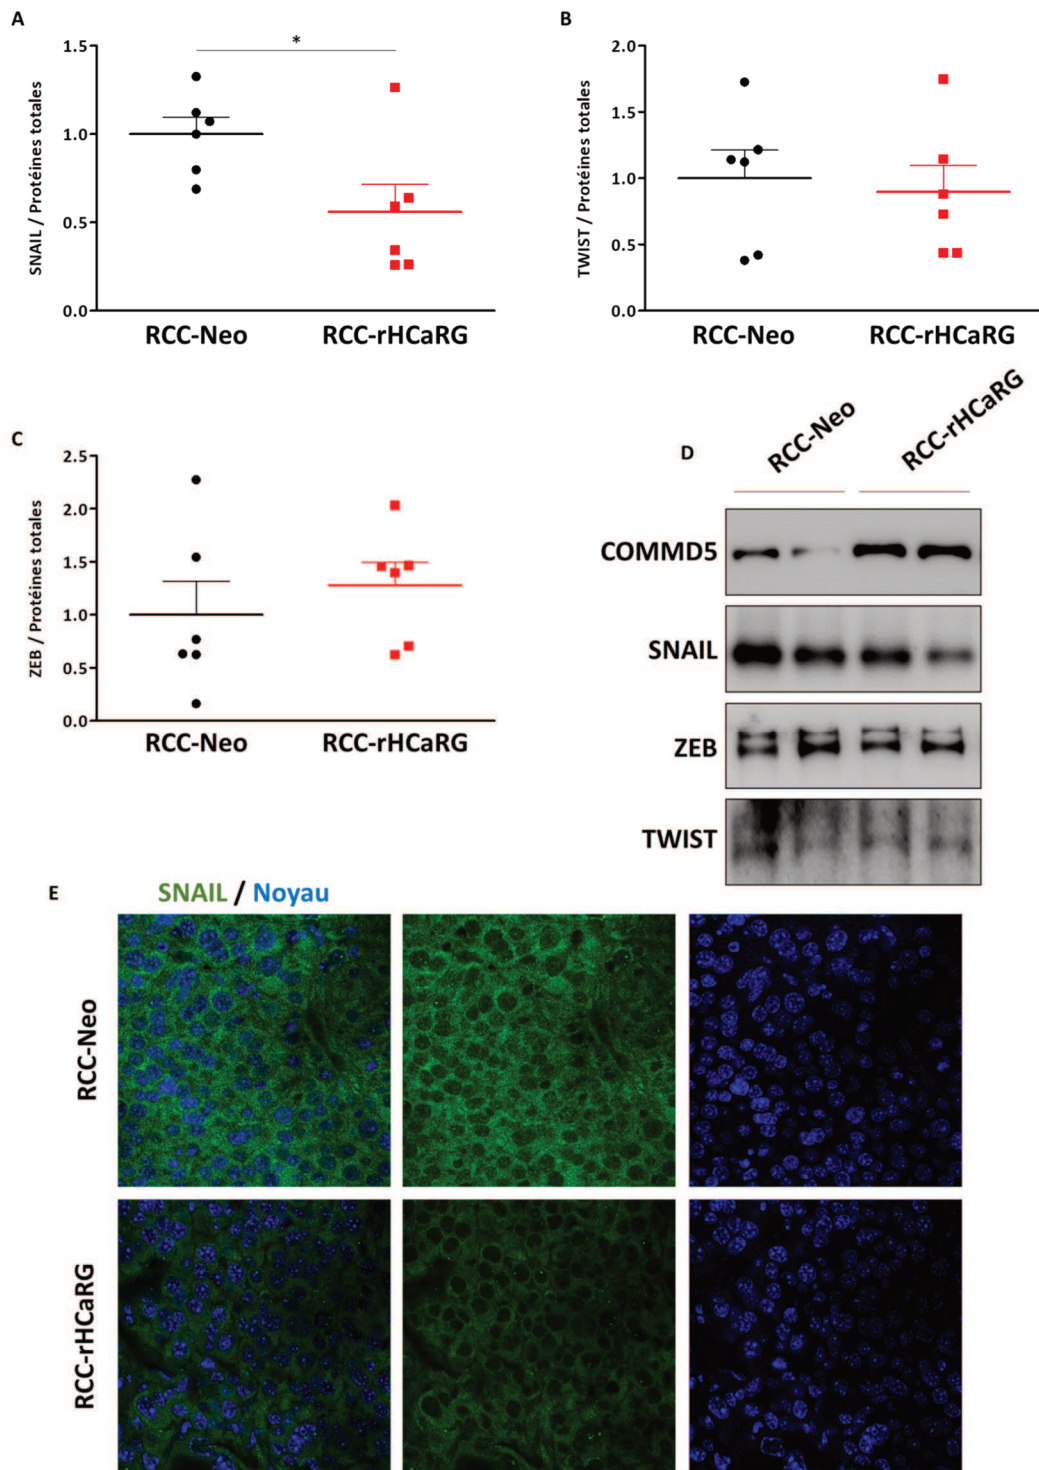 A
*
SNAIL / Protéines totales
1.5
1.0
0.5
0.0
RCC-Neo
RCC-rHCaRG
B
TWIST / Protéines totales
2.0
1.5
1.0
0.5
0.0
RCC-Neo
RCC-rHCaRG
C
ZEB / Protéines totales
2.5
2.0
1.5
1.0
0.5
0.0
RCC-Neo
RCC-rHCaRG
D
RCC-Neo
RCC-rHCaRG
COMMD5
SNAIL
ZEB
TWIST
E
SNAIL / Noyau
RCC-Neo
RCC-rHCaRG